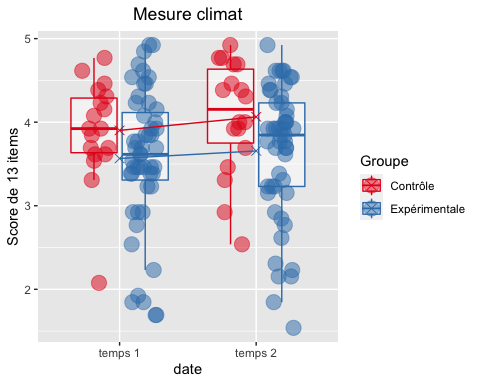 Mesure climat
Score de 13 items
5
4
3
2
temps 1
temps 2
date
Groupe
Contrôle
Expérimentale